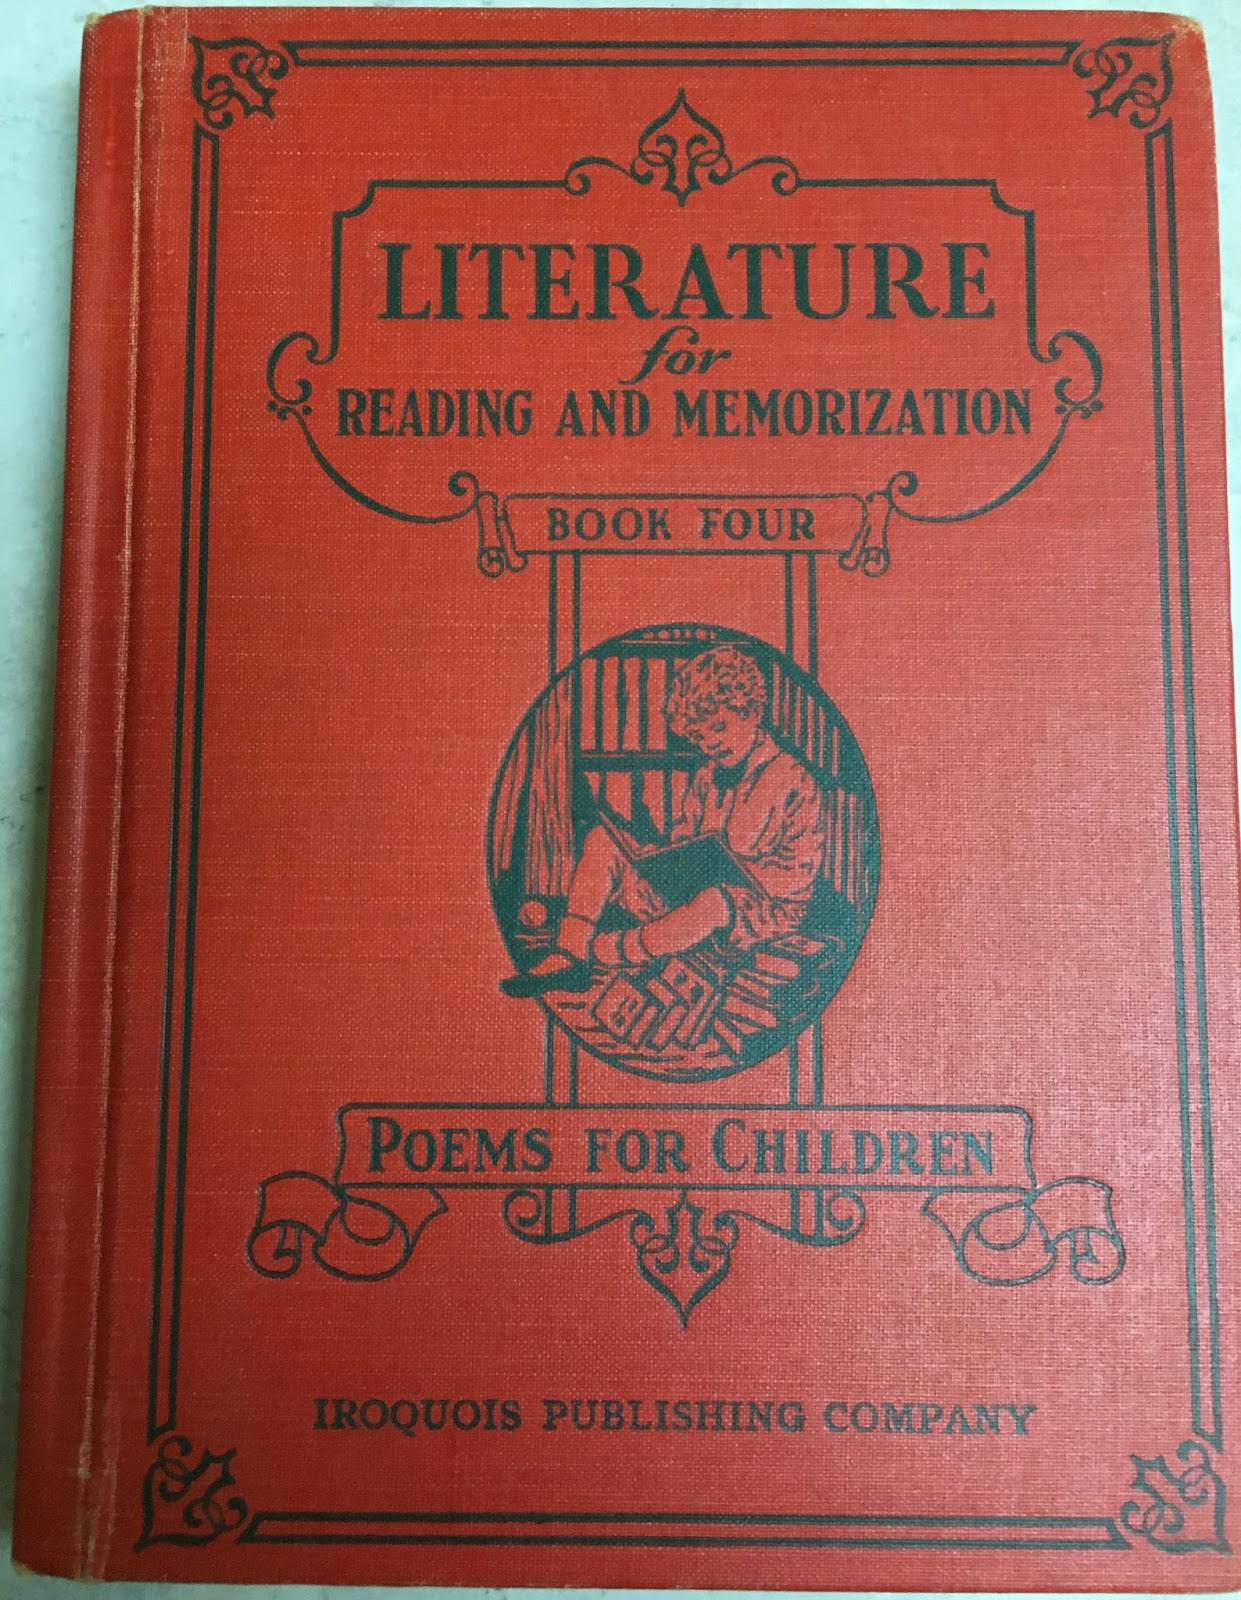 LITERATURE
for
READING AND MEMORIZATION
BOOK FOUR
POEMS FOR CHILDREN
IROQUOIS PUBLISHING COMPANY